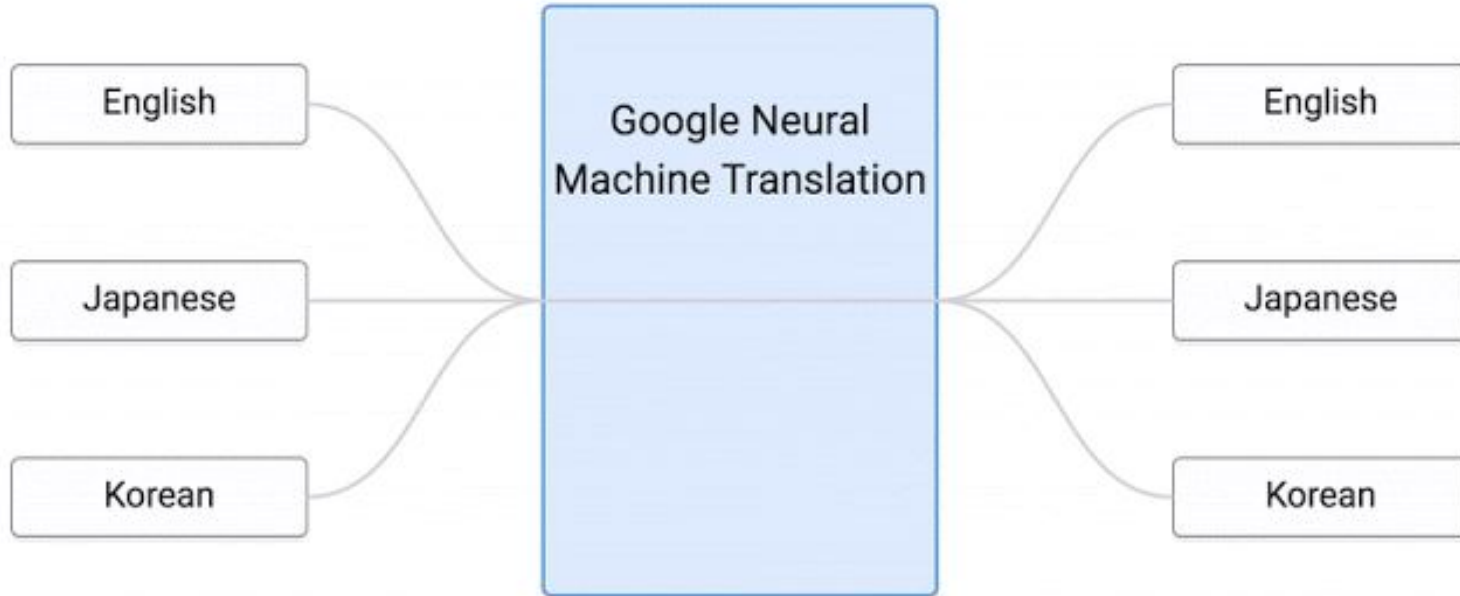 English
Japanese
Korean
Google Neural
Machine Translation
English
Japanese
Korean